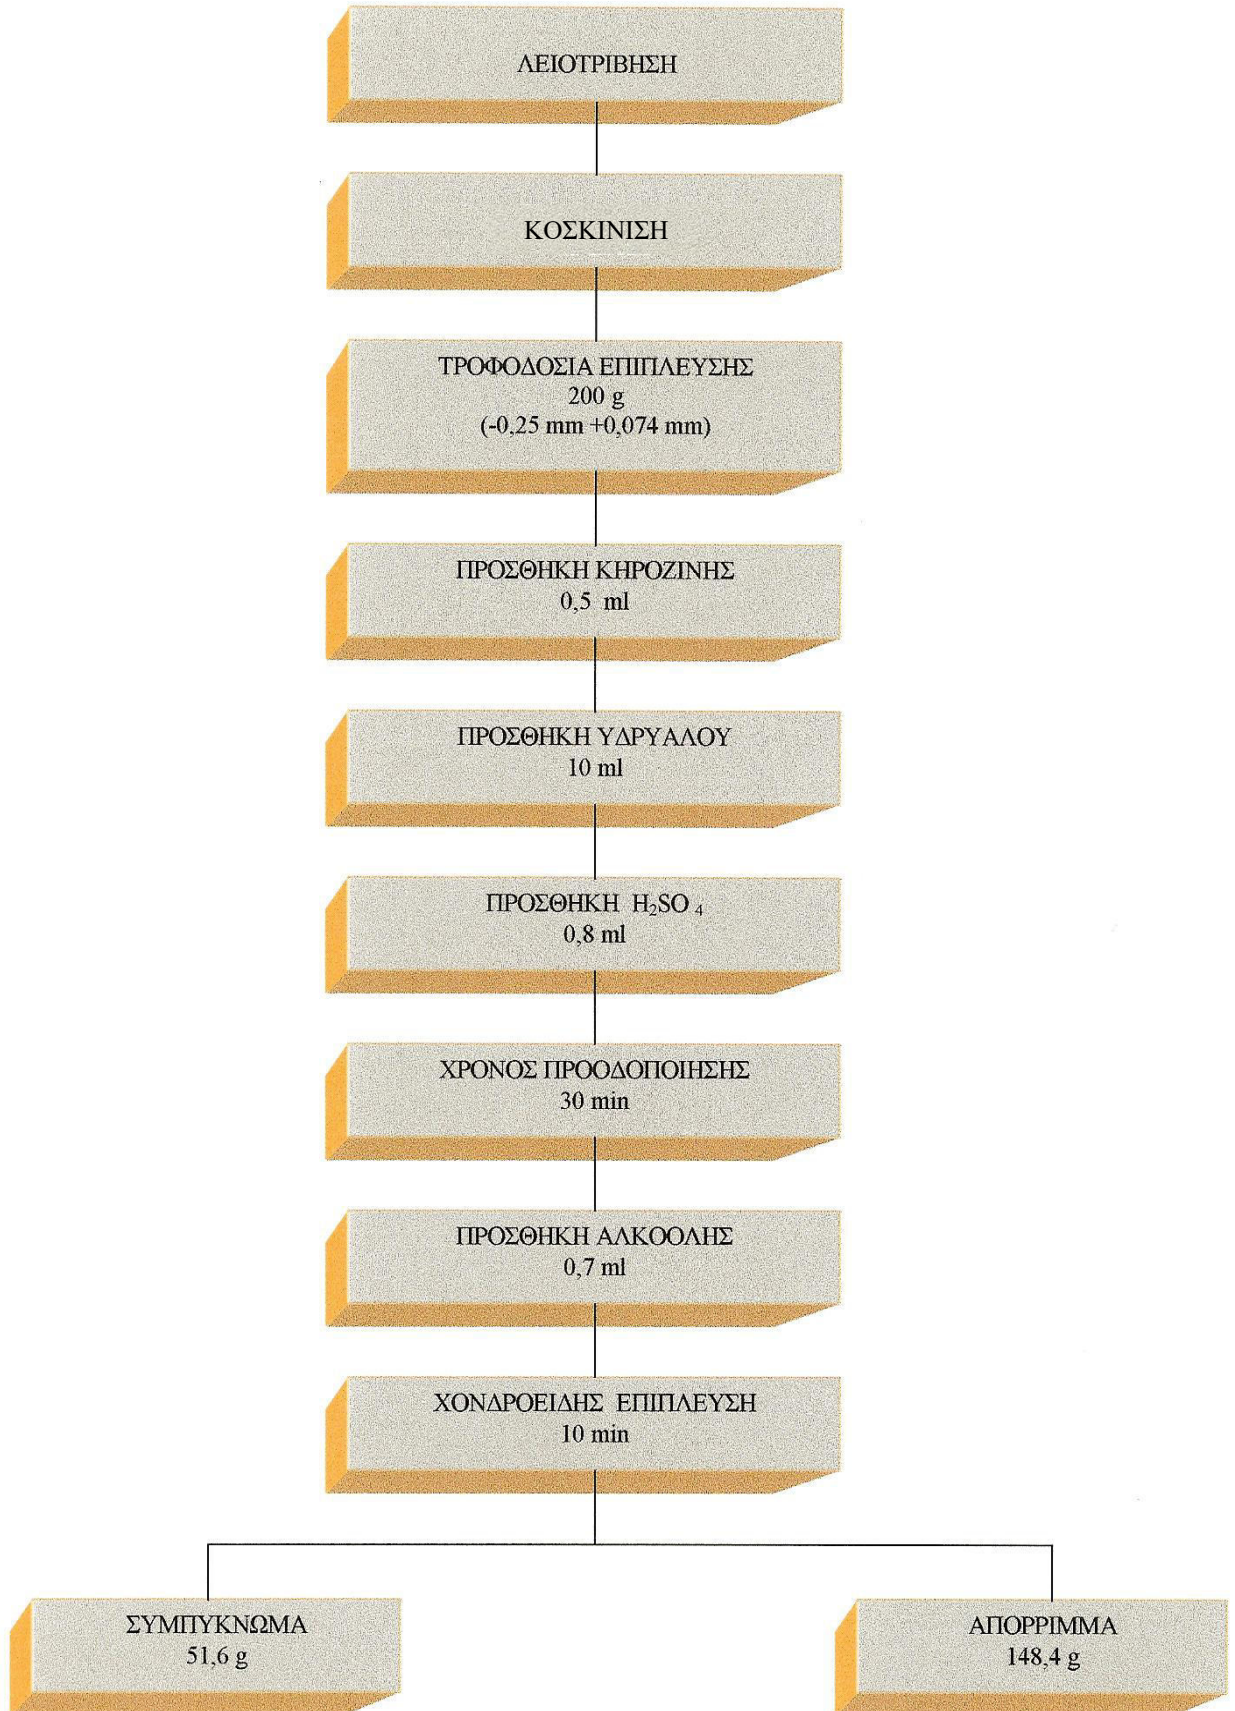 ΛΕΙΟΤΡΙΒΗΣΗ
ΚΟΣΚΙΝΙΣΗ
ΤΡΟΦΟΔΟΣΙΑ ΕΠΙΠΛΕΥΣΗΣ
200 g
(-0,25 mm +0,074 mm)
ΠΡΟΣΘΗΚΗ ΚΗΡΟΖΙΝΗΣ
0,5 ml
ΠΡΟΣΘΗΚΗ ΥΔΡΥΑΛΟΥ
10 ml
ΠΡΟΣΘΗΚΗ H₂SO ₄
0,8 ml
ΧΡΟΝΟΣ ΠΡΟΟΔΟΠΟΙΗΣΗΣ
30 min
ΠΡΟΣΘΗΚΗ ΑΛΚΟΟΛΗΣ
0,7 ml
ΧΟΝΔΡΟΕΙΔΗΣ ΕΠΙΠΛΕΥΣΗ
10 min
ΣΥΜΠΥΚΝΩΜΑ
51,6 g
ΑΠΟΡΡΙΜΜΑ
148,4 g